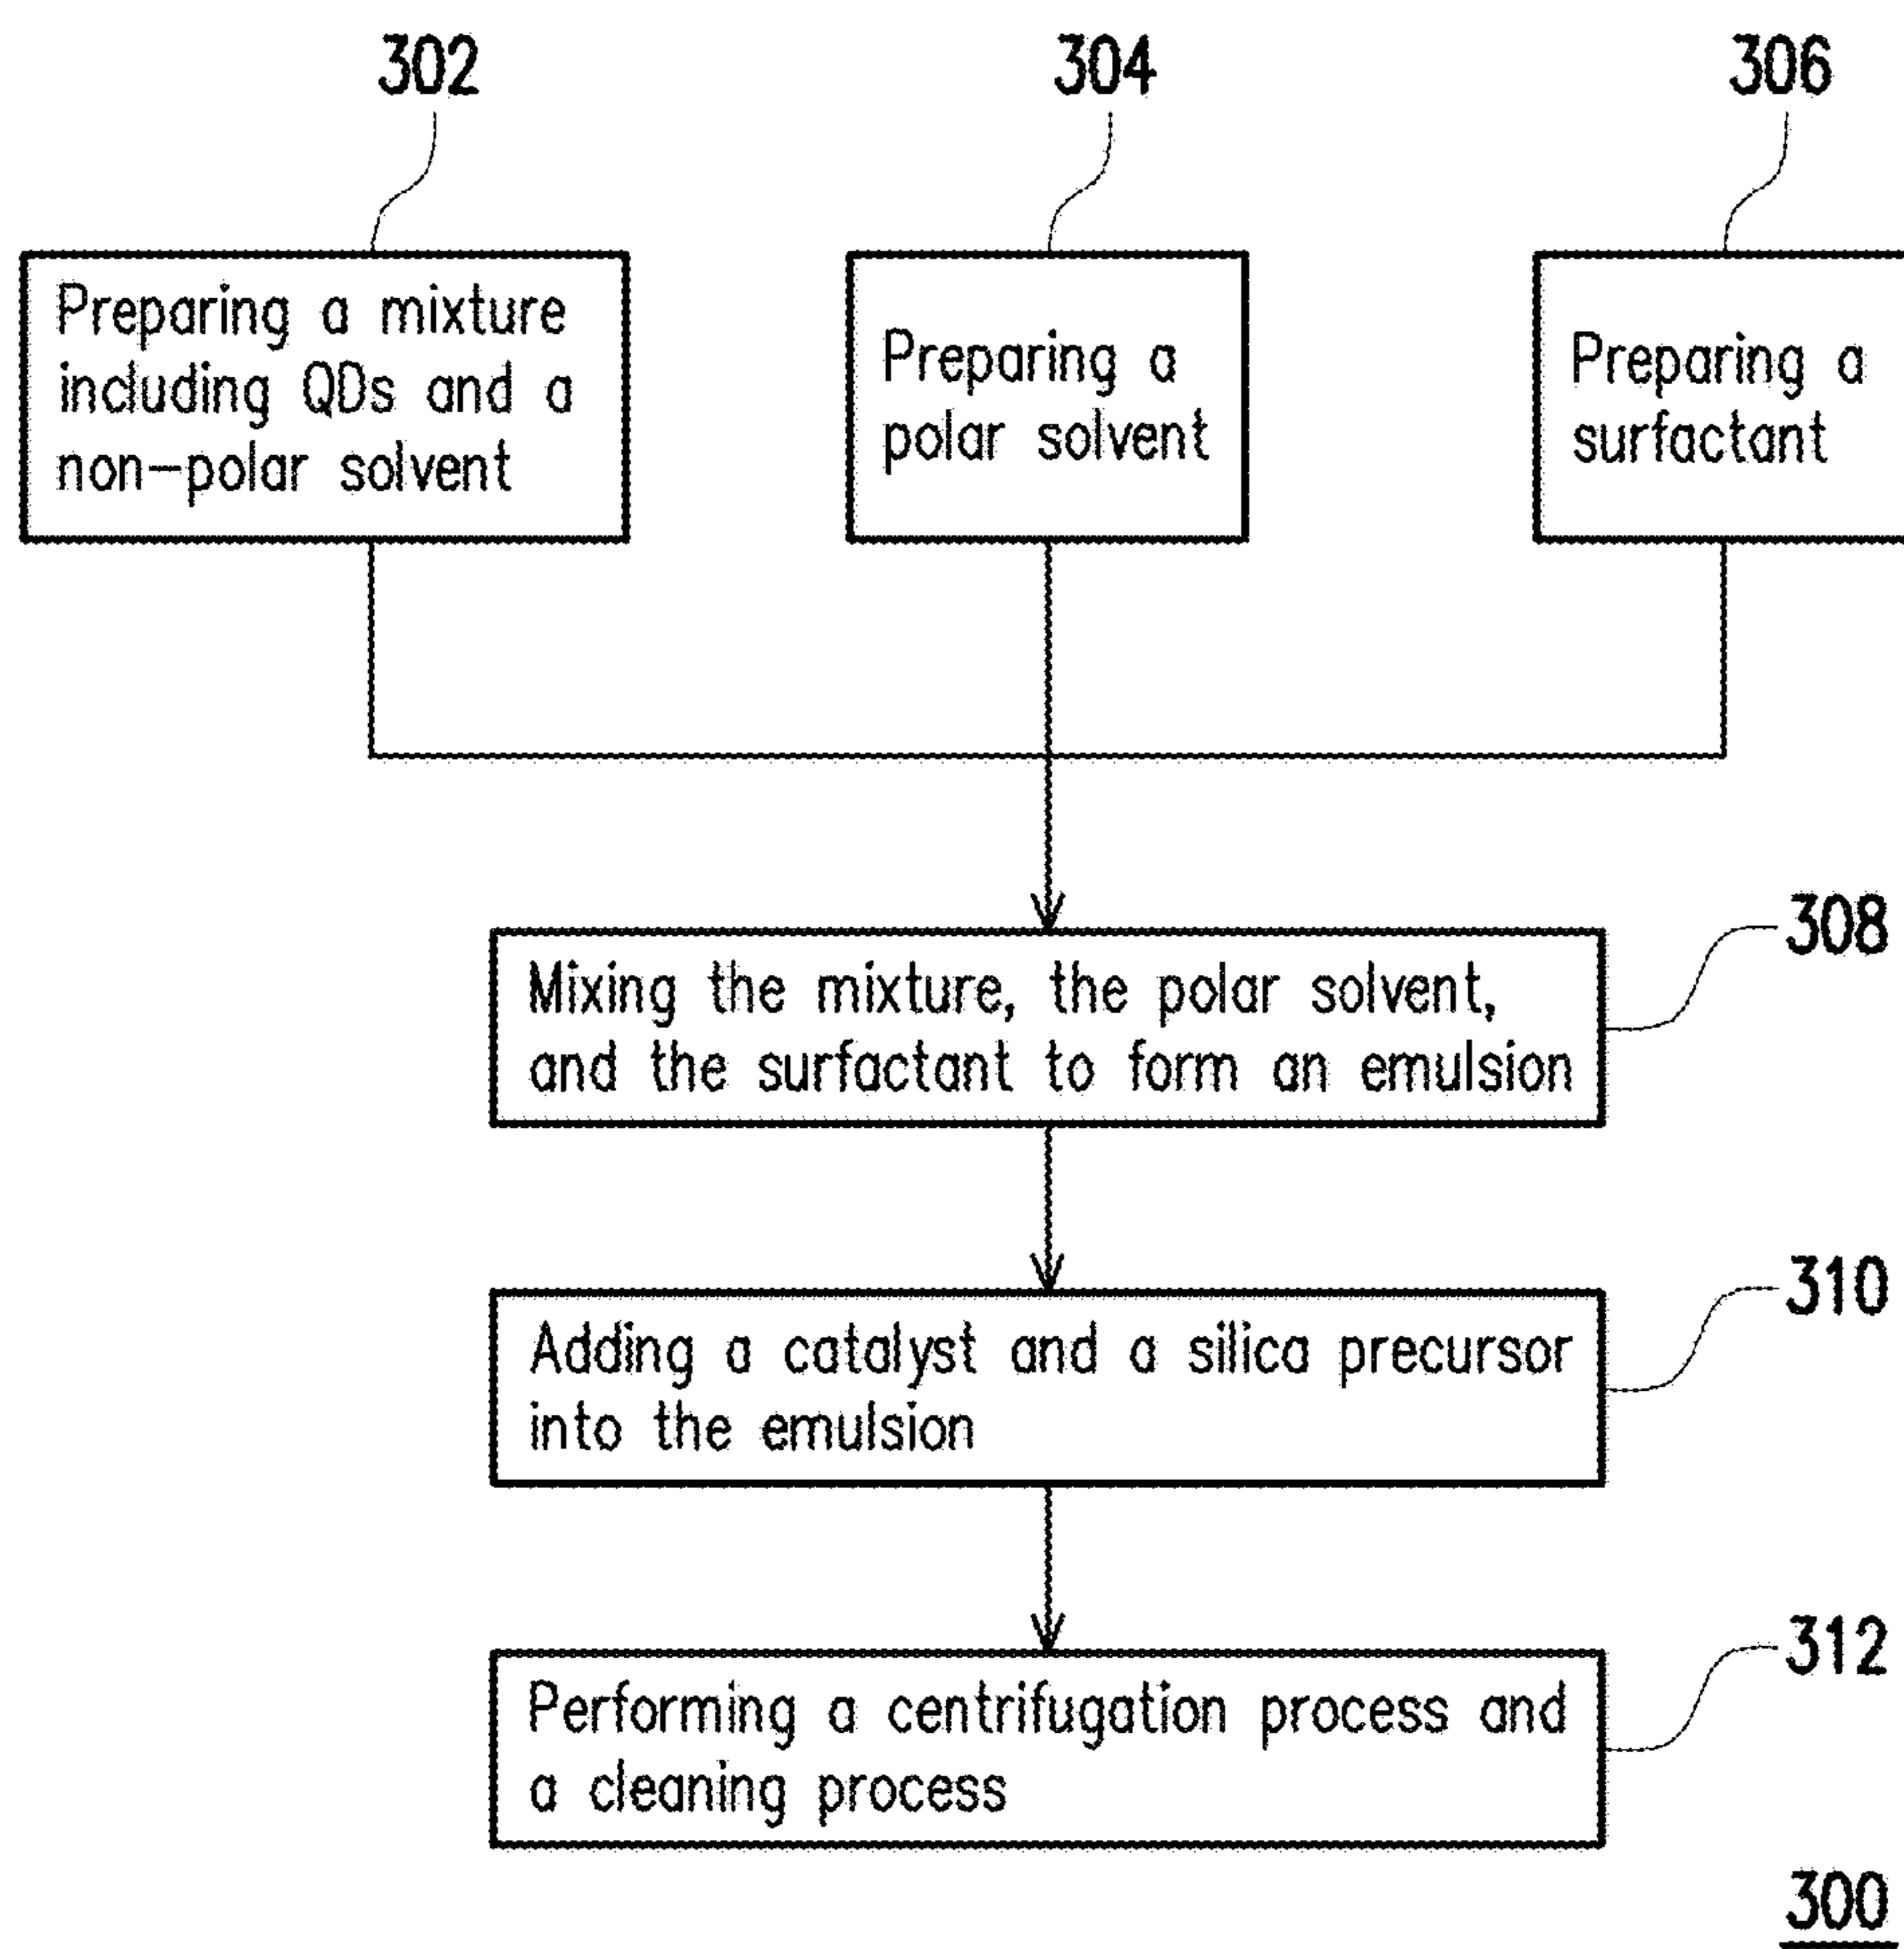 302
304
306
Preparing a mixture
including QDs and a
non-polar solvent
Preparing a
polar solvent
Preparing a
surfactant
308
Mixing the mixture, the polar solvent,
and the surfactant to form an emulsion
310
Adding a catalyst and a silica precursor
into the emulsion
312
Performing a centrifugation process and
a cleaning process
300